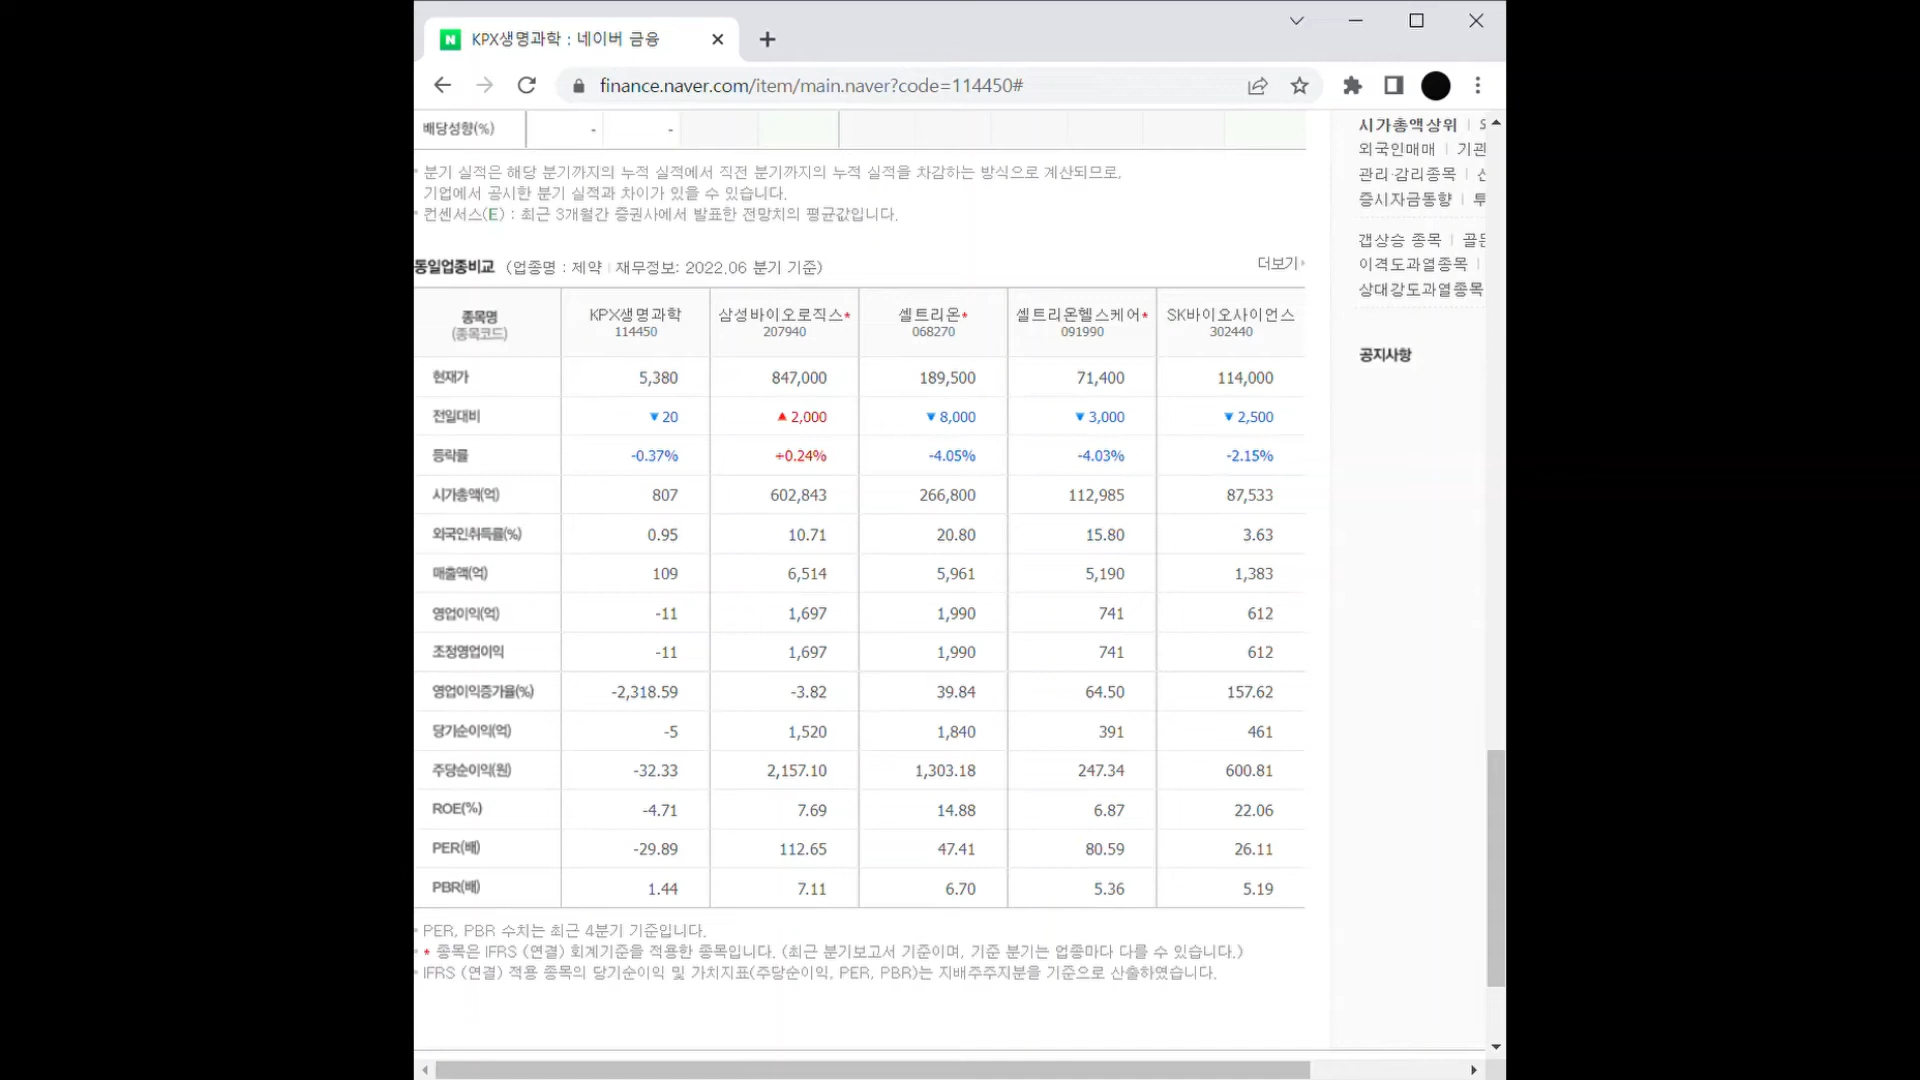 KPX생명과학 : 네이버 금융
finance.naver.com/item/main.naver?code=114450#
배당성향(%) - -
분기 실적은 해당 분기까지의 누적 실적에서 직전 분기까지의 누적 실적을 차감하는 방식으로 계산되므로,
기업에서 공시한 분기 실적과 차이가 있을 수 있습니다.
컨센서스(E) : 최근 3개월간 증권사에서 발표한 전망치의 평균값입니다.
동일업종비교 (업종명 : 제약 | 재무정보: 2022.06 분기 기준) 더보기
종목명 KPX생명과학 삼성바이오로직스* 셀트리온* 셀트리온헬스케어* SK바이오사이언스
(종목코드) 114450 207940 068270 091990 302440
현재가 5,380 847,000 189,500 71,400 114,000
전일대비 ▼20 ▲2,000 ▼8,000 ▼3,000 ▼2,500
등락률 -0.37% +0.24% -4.05% -4.03% -2.15%
시가총액(억) 807 602,843 266,800 112,985 87,533
외국인취득률(%) 0.95 10.71 20.80 15.80 3.63
매출액(억) 109 6,514 5,961 5,190 1,383
영업이익(억) -11 1,697 1,990 741 612
조정영업이익 -11 1,697 1,990 741 612
영업이익증가율(%) -2,318.59 -3.82 39.84 64.50 157.62
당기순이익(억) -5 1,520 1,840 391 461
주당순이익(원) -32.33 2,157.10 1,303.18 247.34 600.81
ROE(%) -4.71 7.69 14.88 6.87 22.06
PER(배) -29.89 112.65 47.41 80.59 26.11
PBR(배) 1.44 7.11 6.70 5.36 5.19
PER, PBR 수치는 최근 4분기 기준입니다.
* 종목은 IFRS (연결) 회계기준을 적용한 종목입니다. (최근 분기보고서 기준이며, 기준 분기는 업종마다 다를 수 있습니다.)
IFRS (연결) 적용 종목의 당기순이익 및 가치지표(주당순이익, PER, PBR)는 지배주주지분을 기준으로 산출하였습니다.
시가총액상위 |
외국인매매 | 기관
관리·감리종목 |
증시자금동향 | 투
갭상승 종목 | 골든
이격도과열종목 |
상대강도과열종목
공지사항